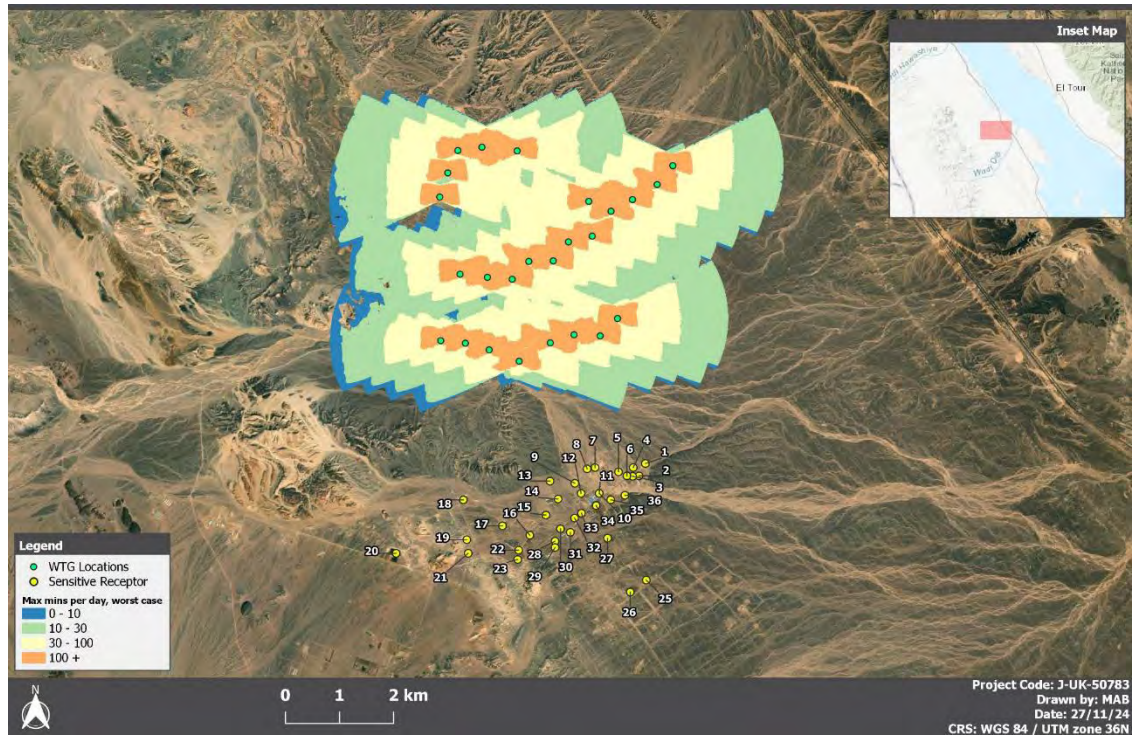 Inset Map
El Tour
8
7
5
6
4
1
9
12
13
11
2
3
14
18
36
15
35
16
10
34
17
33
19
32
27
20
22
28
31
21
23
29
30
25
26
Legend
WTG Locations
Sensitive Receptor
Max mins per day, worst case
0 - 10
10 - 30
30 - 100
100 +
N
0 1 2 km
Project Code: J-UK-50783
Drawn by: MAB
Date: 27/11/24
CRS: WGS 84 / UTM zone 36N